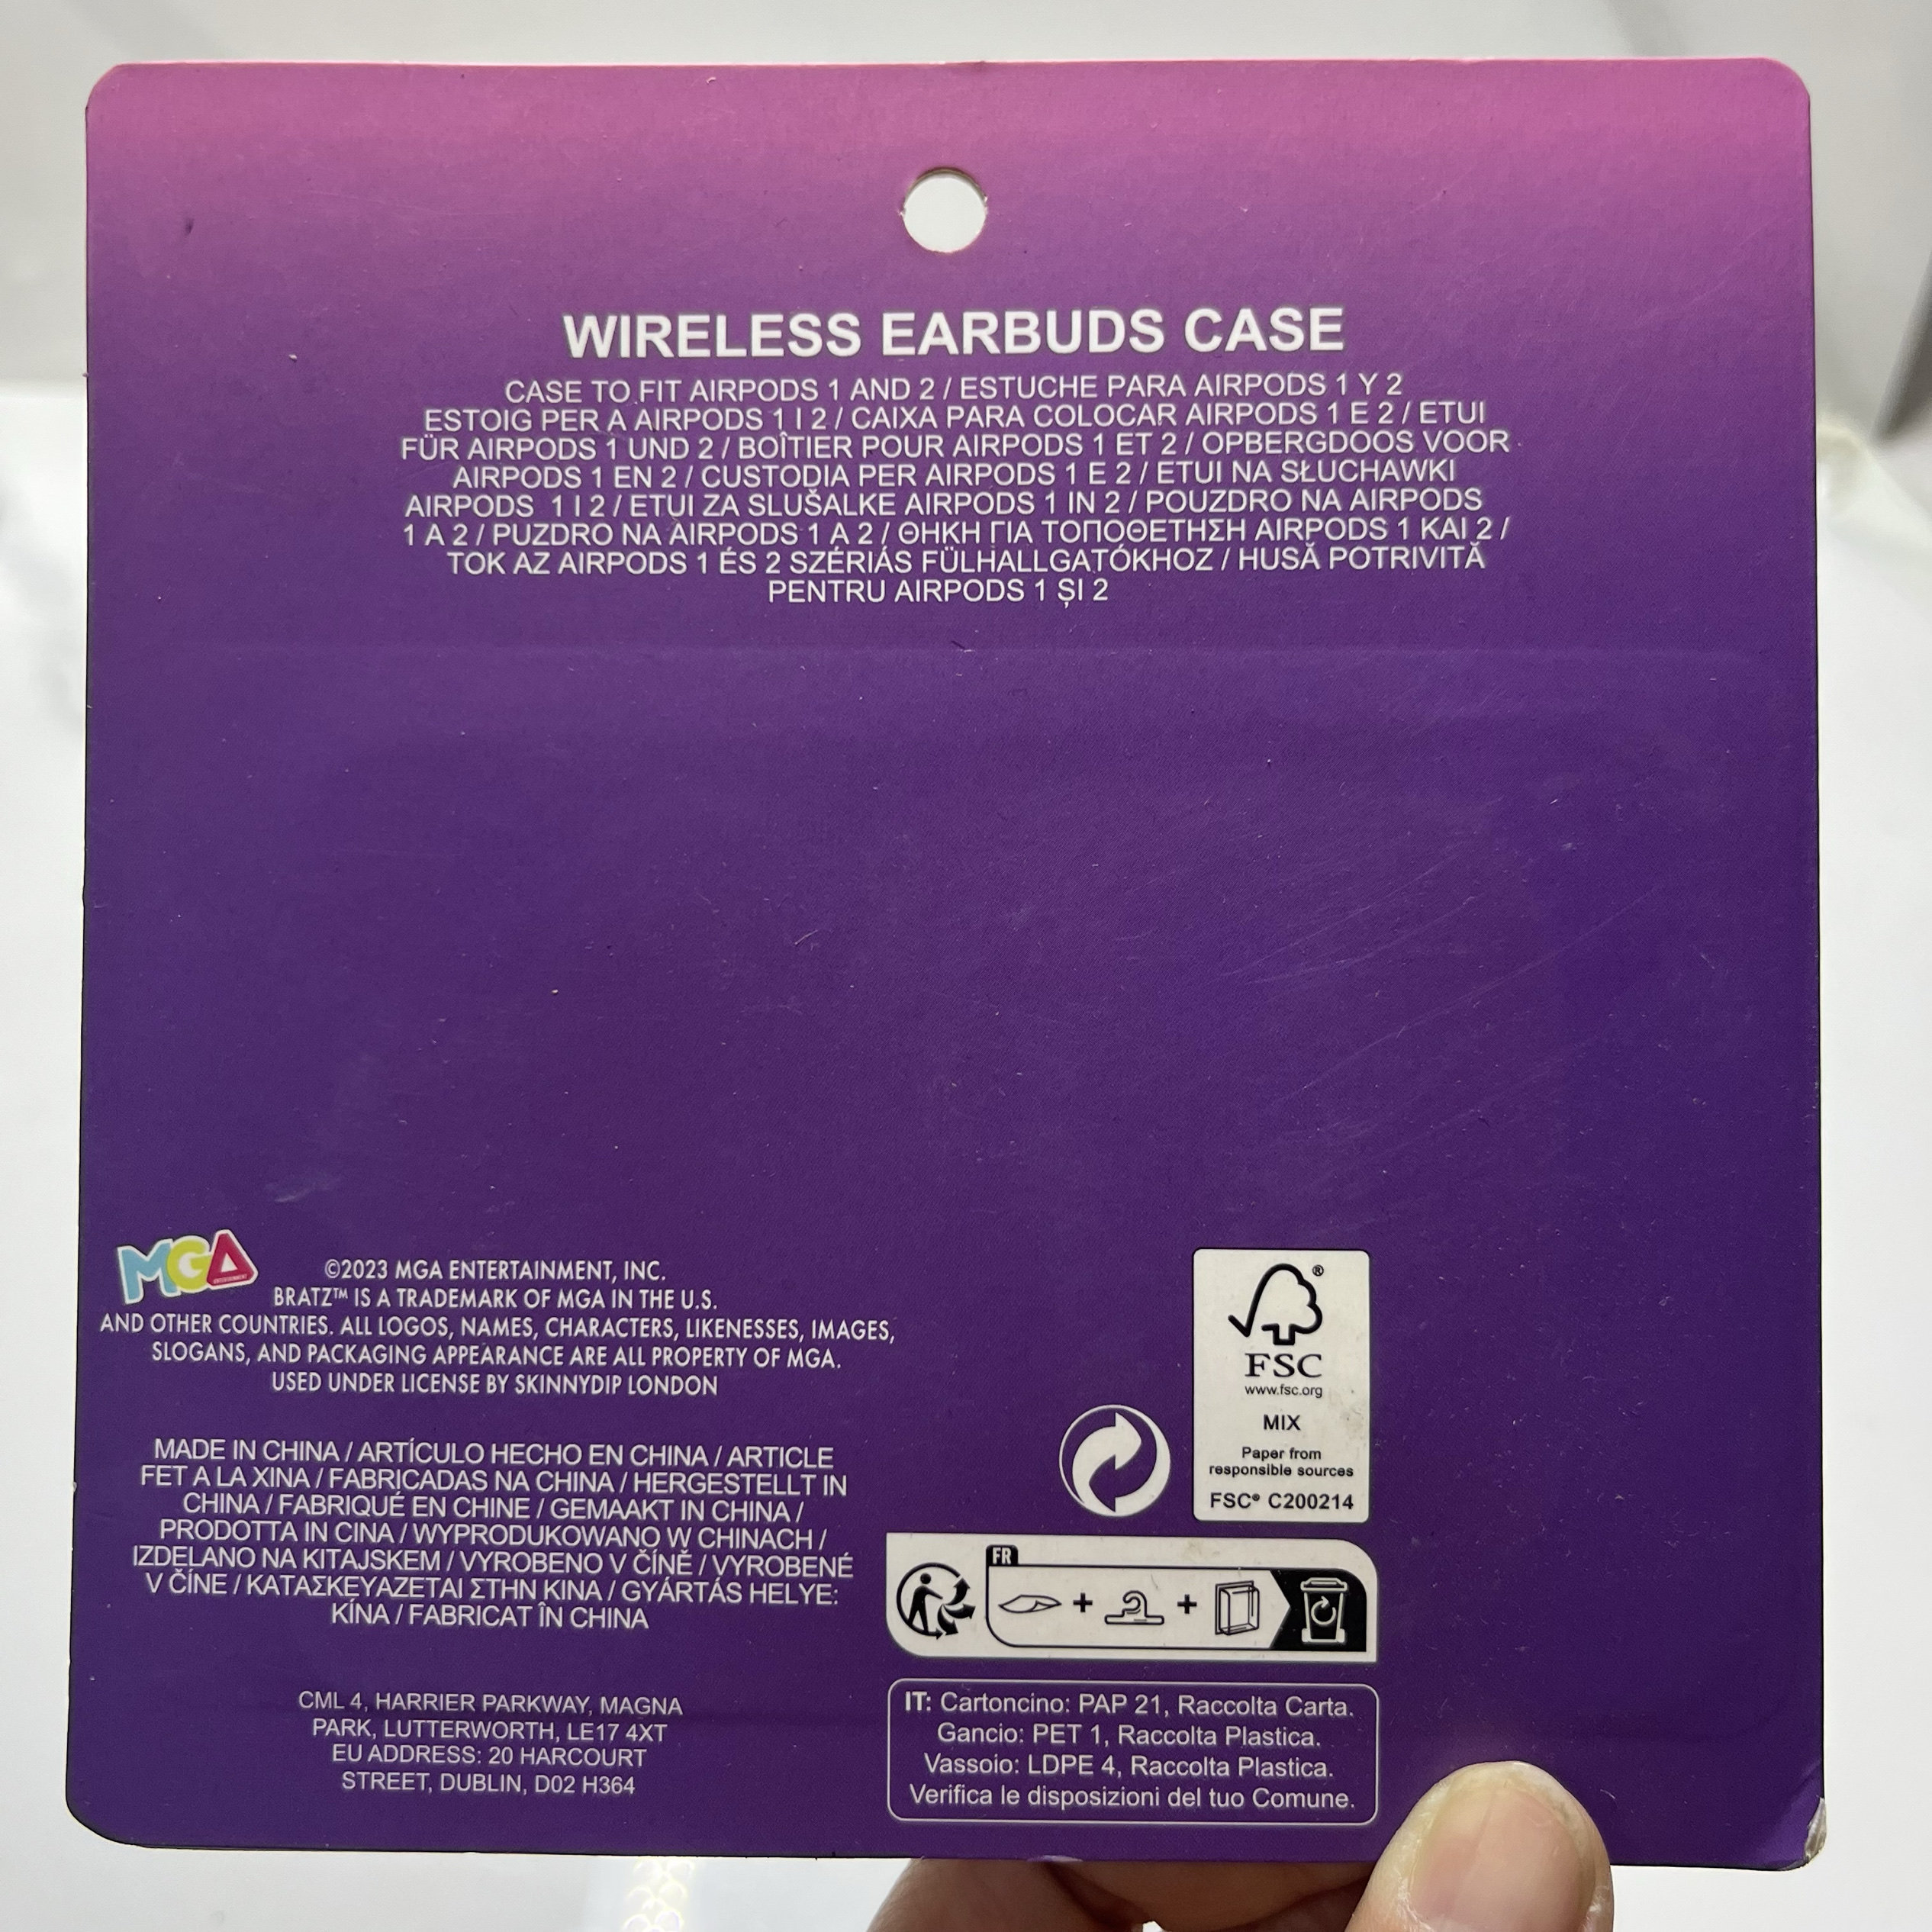 WIRELESS EARBUDS CASE
CASE TO FIT AIRPODS 1 AND 2 / ESTUCHE PARA AIRPODS 1 Y 2
ESTOIG PER A AIRPODS 1 I 2 / CAIXA PARA COLOCAR AIRPODS 1 E 2 / ETUI
FÜR AIRPODS 1 UND 2 / BOÎTIER POUR AIRPODS 1 ET 2 / OPBERGDOOS VOOR
AIRPODS 1 EN 2 / CUSTODIA PER AIRPODS 1 E 2 / ETUI NA SŁUCHAWKI
AIRPODS 1 I 2 / ETUI ZA SLUŠALKE AIRPODS 1 IN 2 / POUZDRO NA AIRPODS
1 A 2 / PUZDRO NA AIRPODS 1 A 2 / ΘΗΚΗ ΓΙΑ ΤΟΠΟΘΕΤΗΣΗ AIRPODS 1 ΚΑΙ 2 /
TOK AZ AIRPODS 1 ÉS 2 SZÉRIÁS FÜLHALLGATÓKHOZ / HUSĂ POTRIVITĂ
PENTRU AIRPODS 1 ȘI 2
MGA
ENTERTAINMENT
©2023 MGA ENTERTAINMENT, INC.
BRATZ™ IS A TRADEMARK OF MGA IN THE U.S.
AND OTHER COUNTRIES. ALL LOGOS, NAMES, CHARACTERS, LIKENESSES, IMAGES,
SLOGANS, AND PACKAGING APPEARANCE ARE ALL PROPERTY OF MGA.
USED UNDER LICENSE BY SKINNYDIP LONDON
MADE IN CHINA / ARTÍCULO HECHO EN CHINA / ARTICLE
FET A LA XINA / FABRICADAS NA CHINA / HERGESTELLT IN
CHINA / FABRIQUÉ EN CHINE / GEMAAKT IN CHINA /
PRODOTTA IN CINA / WYPRODUKOWANO W CHINACH /
IZDELANO NA KITAJSKEM / VYROBENO V ČÍNĚ / VYROBENÉ
V ČÍNE / ΚΑΤΑΣΚΕΥΑΖΕΤΑΙ ΣΤΗΝ ΚΙΝΑ / GYÁRTÁS HELYE:
KÍNA / FABRICAT ÎN CHINA
CML 4, HARRIER PARKWAY, MAGNA
PARK, LUTTERWORTH, LE17 4XT
EU ADDRESS: 20 HARCOURT
STREET, DUBLIN, D02 H364
®
FSC
www.fsc.org
MIX
Paper from
responsible sources
FSC® C200214
FR
+ +
IT: Cartoncino: PAP 21, Raccolta Carta.
Gancio: PET 1, Raccolta Plastica.
Vassoio: LDPE 4, Raccolta Plastica.
Verifica le disposizioni del tuo Comune.